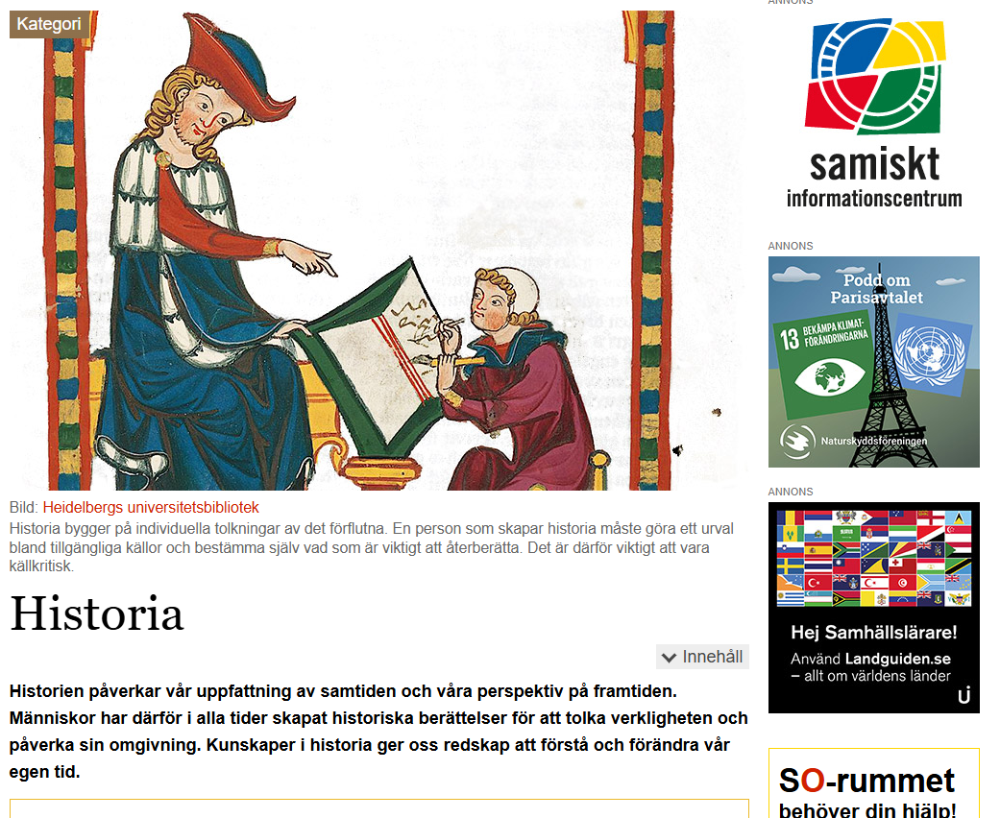 Kategori
Bild: Heidelbergs universitetsbibliotek
Historia bygger på individuella tolkningar av det förflutna. En person som skapar historia måste göra ett urval
bland tillgängliga källor och bestämma själv vad som är viktigt att återberätta. Det är därför viktigt att vara
källkritisk.
Historia
Innehåll
Historien påverkar vår uppfattning av samtiden och våra perspektiv på framtiden.
Människor har därför i alla tider skapat historiska berättelser för att tolka verkligheten och
påverka sin omgivning. Kunskaper i historia ger oss redskap att förstå och förändra vår
egen tid.
ANNONS
samiskt
informationscentrum
ANNONS
Podd om
Parisavtalet
13 BEKÄMPA KLIMAT-
FÖRÄNDRINGARNA
Naturskyddsföreningen
ANNONS
Hej Samhällslärare!
Använd Landguiden.se
– allt om världens länder
UI
SO-rummet
behöver din hjälp!